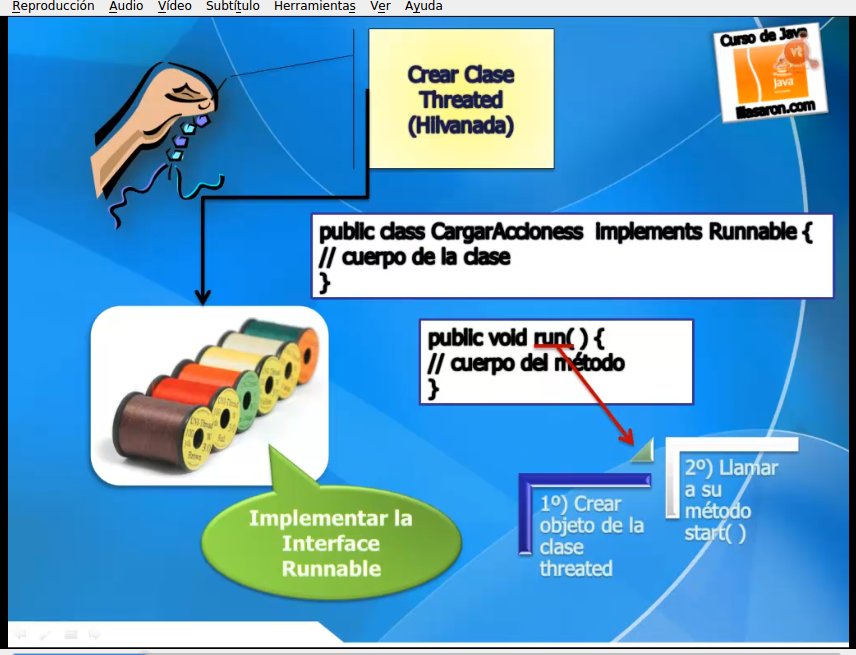 Reproducción Audio Vídeo Subtítulo Herramientas Ver Ayuda
Crear Clase
Threated
(Hilvanada)
Curso de Java
Java
illasaron.com
public class CargarAccioness implements Runnable {
// cuerpo de la clase
}
public void run( ) {
// cuerpo del método
}
1º) Crear
objeto de la
clase
threated
2º) Llamar
a su
método
start( )
Implementar la
Interface
Runnable